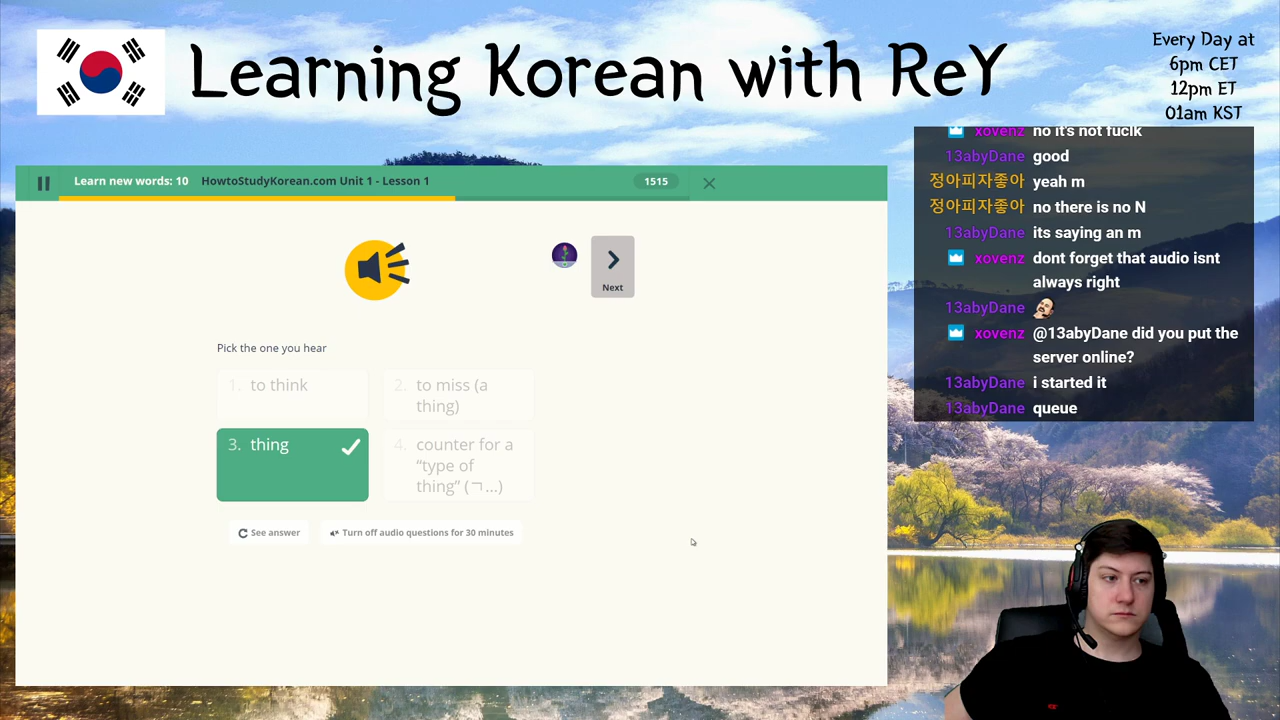 Learning Korean with ReY
Every Day at
6pm CET
12pm ET
01am KST
Learn new words: 10 HowtoStudyKorean.com Unit 1 - Lesson 1 1515
Next
Pick the one you hear
1. to think
2. to miss (a
thing)
3. thing
4. counter for a
“type of
thing” (ㄱ...)
See answer
Turn off audio questions for 30 minutes
xovenz no it's not fucIk
13abyDane good
정아피자좋아 yeah m
정아피자좋아 no there is no N
13abyDane its saying an m
xovenz dont forget that audio isnt
always right
13abyDane
xovenz @13abyDane did you put the
server online?
13abyDane i started it
13abyDane queue